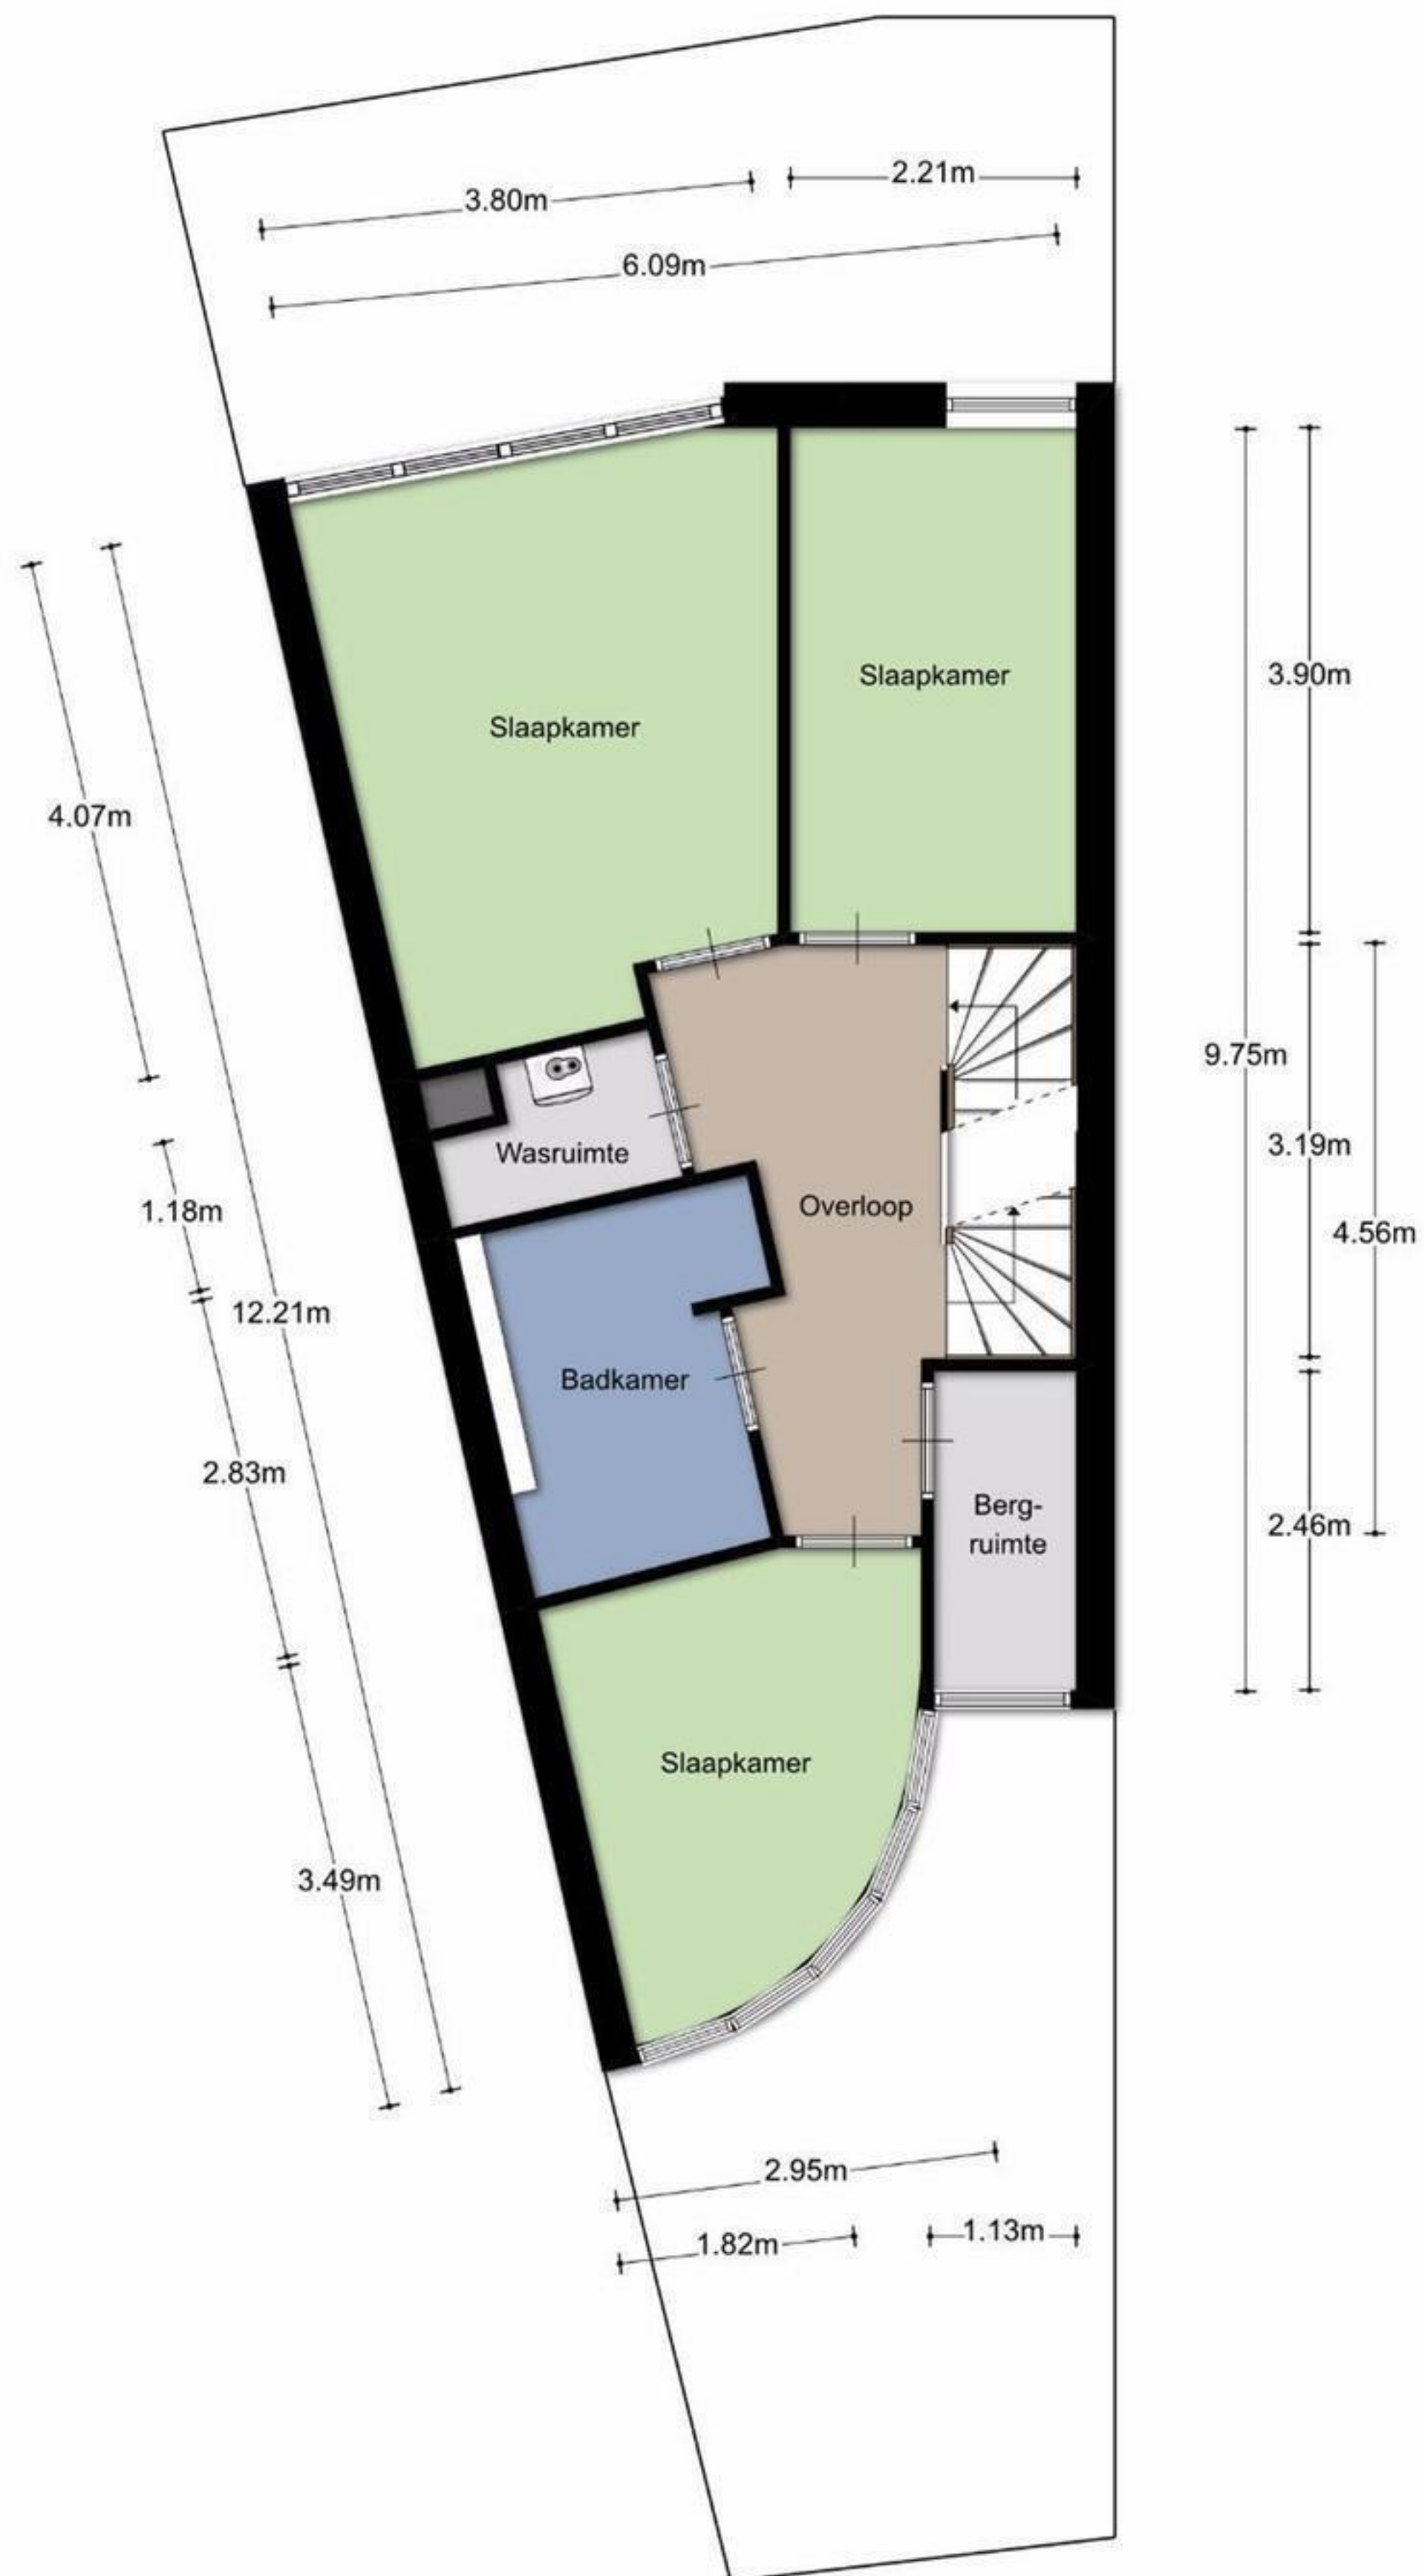 2.21m
3.80m
6.09m
Slaapkamer
3.90m
Slaapkamer
4.07m
9.75m
3.19m
Wasruimte
Overloop
1.18m
4.56m
12.21m
Badkamer
2.83m
Berg-
ruimte
2.46m
Slaapkamer
3.49m
2.95m
1.82m
1.13m